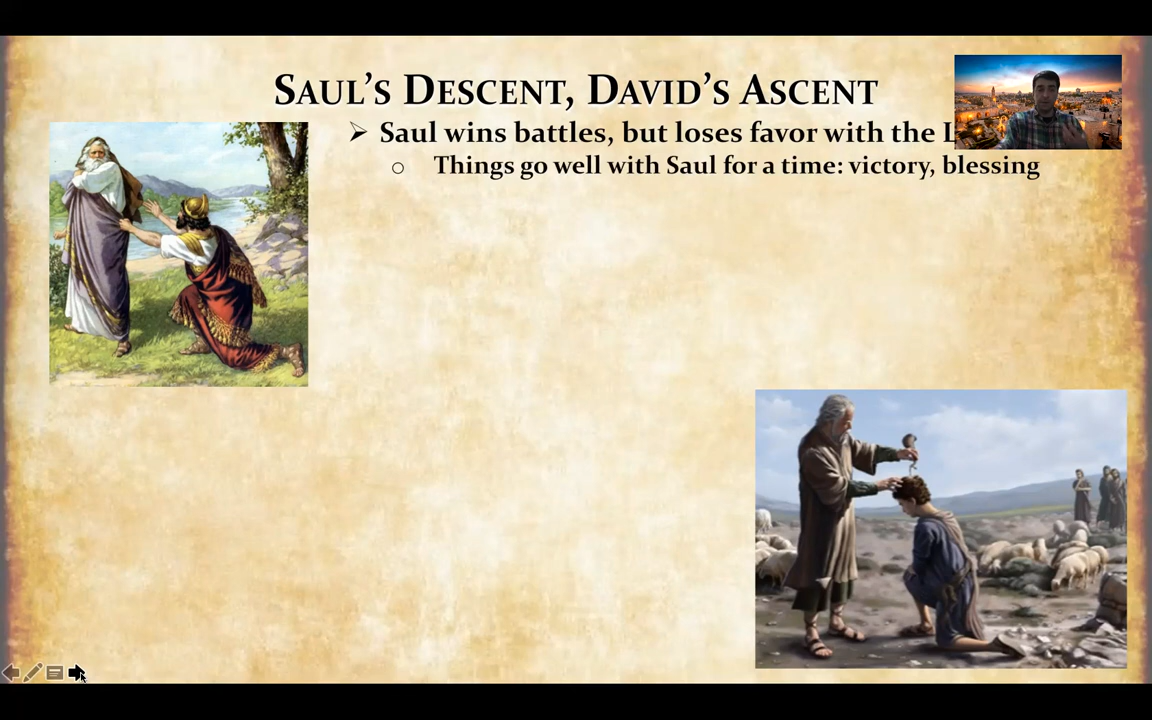 SAUL'S DESCENT, DAVID'S ASCENT
➢ Saul wins battles, but loses favor with the L
o Things go well with Saul for a time: victory, blessing